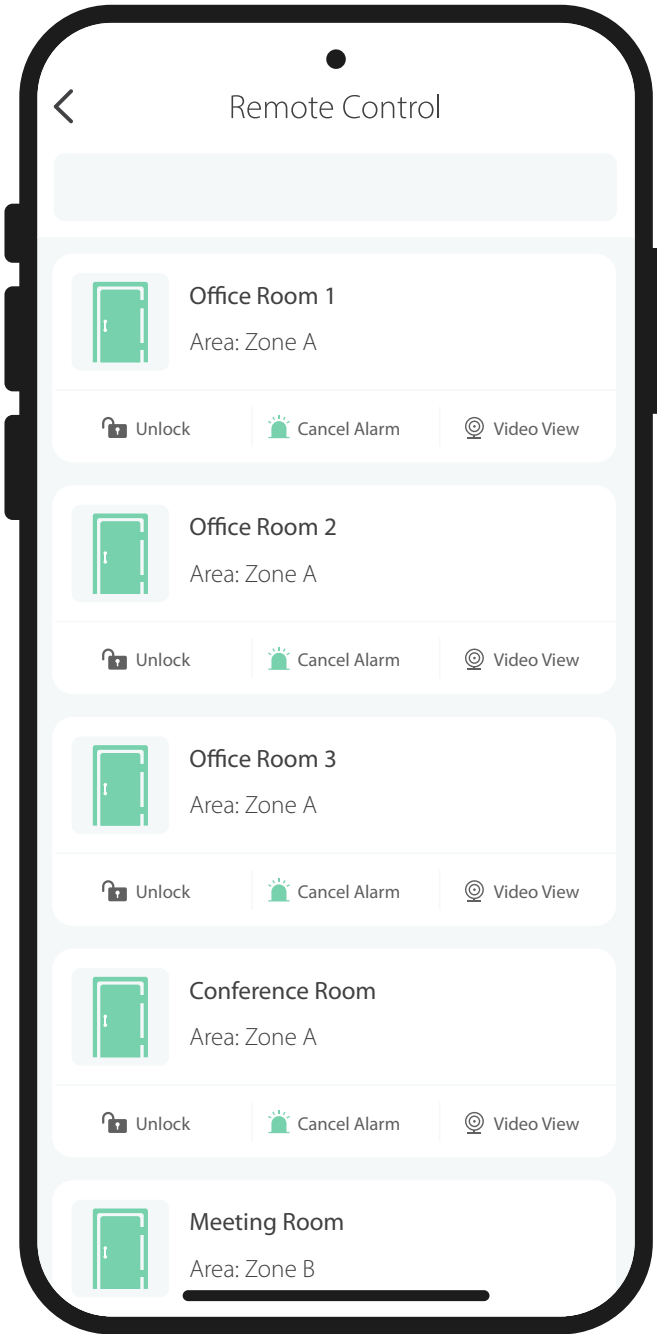 Remote Control
Office Room 1
Area: Zone A
Unlock Cancel Alarm Video View
Office Room 2
Area: Zone A
Unlock Cancel Alarm Video View
Office Room 3
Area: Zone A
Unlock Cancel Alarm Video View
Conference Room
Area: Zone A
Unlock Cancel Alarm Video View
Meeting Room
Area: Zone B